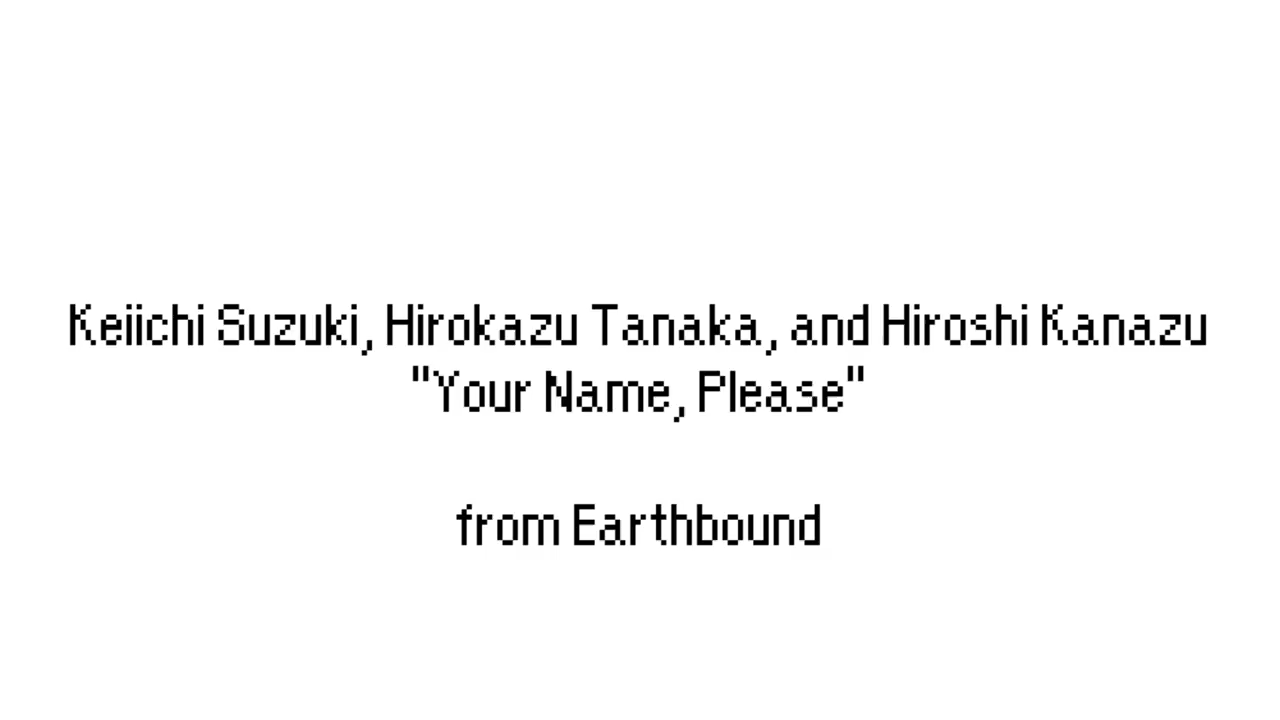 Keiichi Suzuki, Hirokazu Tanaka, and Hiroshi Kanazu
"Your Name, Please"
from Earthbound